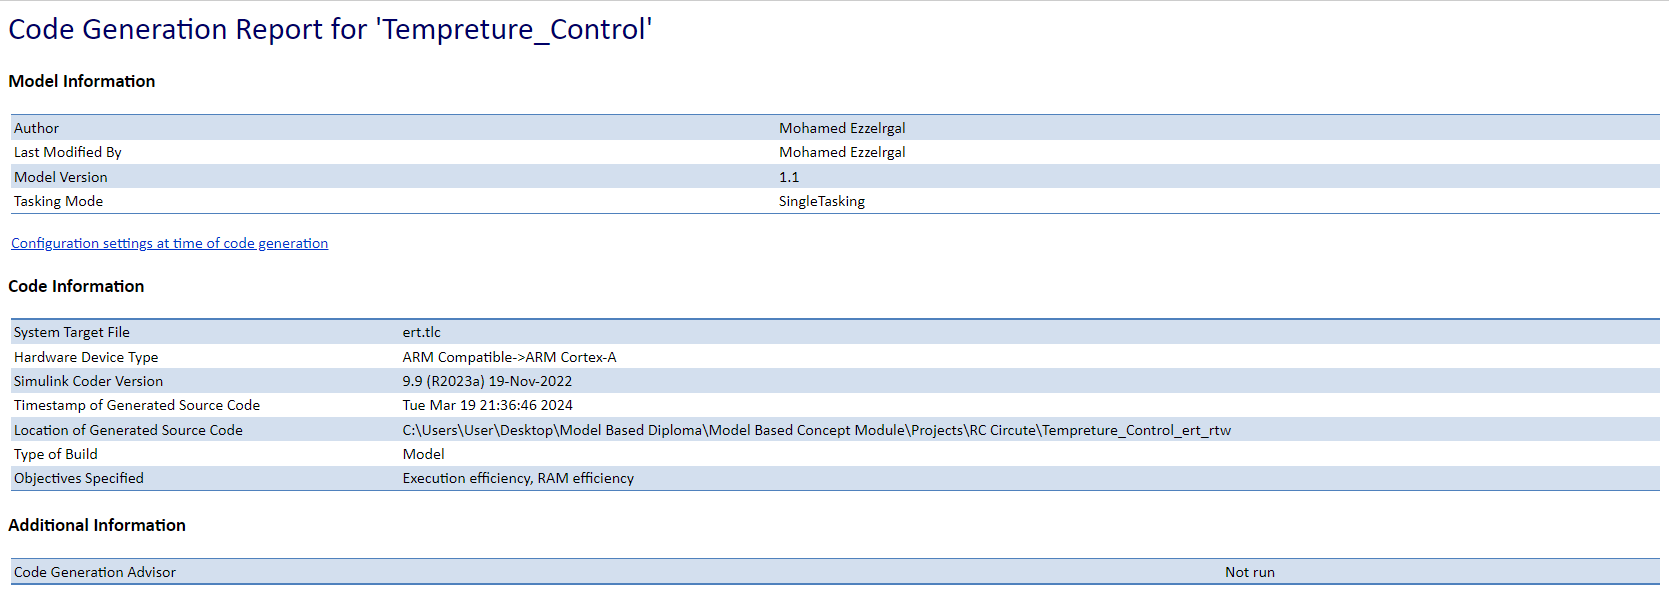 Code Generation Report for 'Tempreture_Control'
Model Information
Author Mohamed Ezzelrgal
Last Modified By Mohamed Ezzelrgal
Model Version 1.1
Tasking Mode SingleTasking
Configuration settings at time of code generation
Code Information
System Target File ert.tlc
Hardware Device Type ARM Compatible->ARM Cortex-A
Simulink Coder Version 9.9 (R2023a) 19-Nov-2022
Timestamp of Generated Source Code Tue Mar 19 21:36:46 2024
Location of Generated Source Code C:\Users\User\Desktop\Model Based Diploma\Model Based Concept Module\Projects\RC Circute\Tempreture_Control_ert_rtw
Type of Build Model
Objectives Specified Execution efficiency, RAM efficiency
Additional Information
Code Generation Advisor Not run